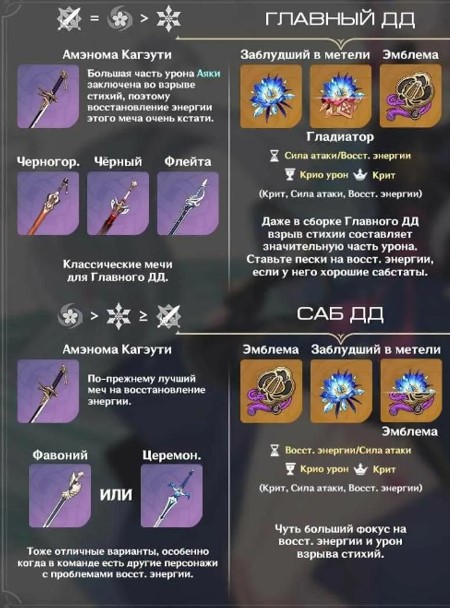 = > 
ГЛАВНЫЙ ДД
Амэнома Кагэути
Большая часть урона Аяки
заключена во взрыве
стихий, поэтому
восстановление энергии
этого меча очень кстати.
Черногор. Чёрный Флейта
Классические мечи
для Главного ДД.
Заблудший в метели Эмблема
Гладиатор
Сила атаки/Восст. энергии
Крио урон Крит
(Крит, Сила атаки, Восст. энергии)
Даже в сборке Главного ДД
взрыв стихии составляет
значительную часть урона.
Ставьте пески на восст. энергии,
если у него хорошие сабстаты.
> ≥
САБ ДД
Амэнома Кагэути
По-прежнему лучший
меч на восстановление
энергии.
Фавоний ИЛИ Церемон.
Тоже отличные варианты, особенно
когда в команде есть другие персонажи
с проблемами восст. энергии.
Эмблема Заблудший в метели
Эмблема
Восст. энергии/Сила атаки
Крио урон Крит
(Крит, Сила атаки, Восст. энергии)
Чуть больший фокус на
восст. энергии и урон
взрыва стихий.